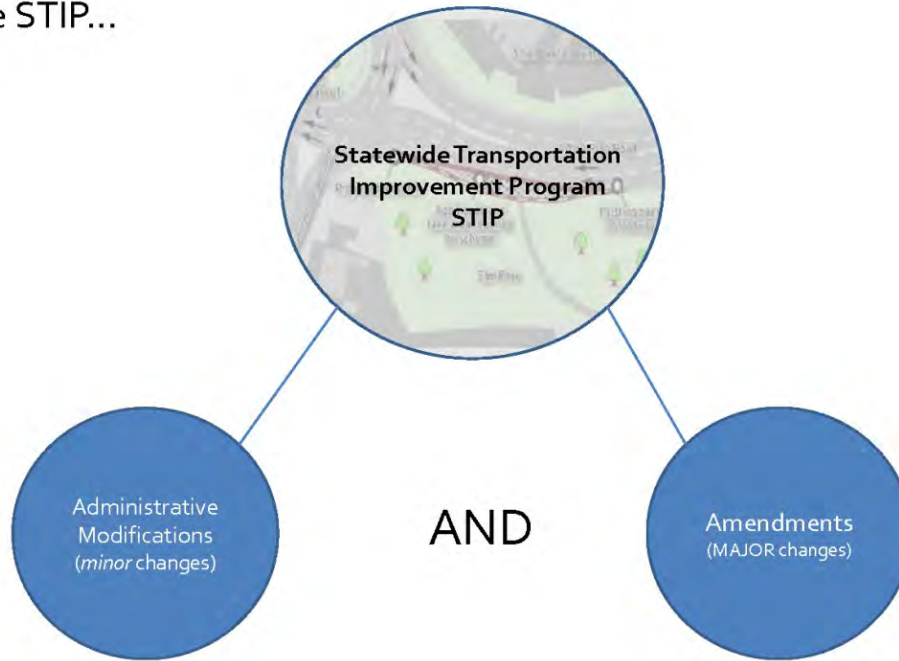 e STIP...
Statewide Transportation
Improvement Program
STIP
Administrative
Modifications
(minor changes)
AND
Amendments
(MAJOR changes)